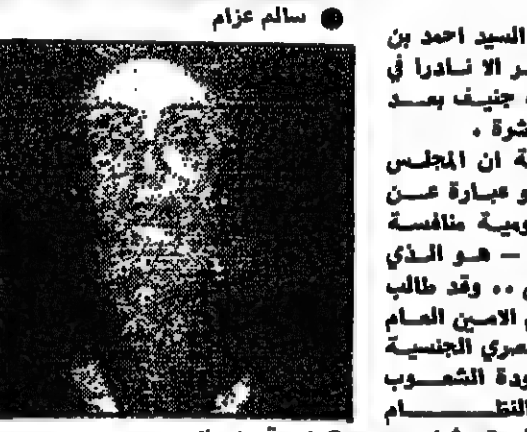 ● سالم عزام
السيد احمد بن
ر الا نادرا في
جنيف بعد
شرة .
ة ان المجلس
و عبارة عن
ومية منافسة
— هو الذي
.. وقد طالب
الامين العام
صري الجنسية
ودة الشعوب
النظام